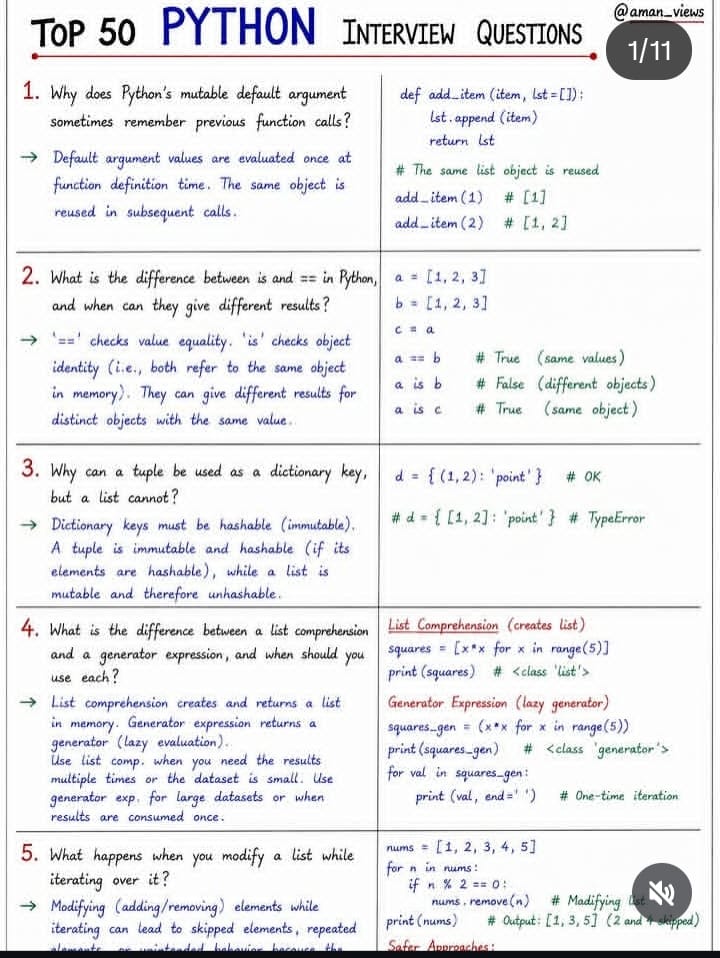 @aman_views
TOP 50 PYTHON INTERVIEW QUESTIONS
1/11
1. Why does Python's mutable default argument
sometimes remember previous function calls?
→ Default argument values are evaluated once at
function definition time. The same object is
reused in subsequent calls.
def add_item (item, lst=[]):
lst.append (item)
return lst
# The same list object is reused
add_item (1) # [1]
add_item (2) # [1, 2]
2. What is the difference between is and == in Python,
and when can they give different results?
→ '==' checks value equality. 'is' checks object
identity (i.e., both refer to the same object
in memory). They can give different results for
distinct objects with the same value.
a = [1, 2, 3]
b = [1, 2, 3]
c = a
a == b # True (same values)
a is b # False (different objects)
a is c # True (same object)
3. Why can a tuple be used as a dictionary key,
but a list cannot?
→ Dictionary keys must be hashable (immutable).
A tuple is immutable and hashable (if its
elements are hashable), while a list is
mutable and therefore unhashable.
d = { (1, 2): 'point' } # OK
# d = { [1, 2]: 'point' } # TypeError
4. What is the difference between a list comprehension
and a generator expression, and when should you
use each?
→ List comprehension creates and returns a list
in memory. Generator expression returns a
generator (lazy evaluation).
Use list comp. when you need the results
multiple times or the dataset is small. Use
generator exp. for large datasets or when
results are consumed once.
List Comprehension (creates list)
squares = [x*x for x in range(5)]
print (squares) # <class 'list'>
Generator Expression (lazy generator)
squares_gen = (x*x for x in range(5))
print (squares_gen) # <class 'generator'>
for val in squares_gen:
print (val, end=' ') # One-time iteration
5. What happens when you modify a list while
iterating over it?
→ Modifying (adding/removing) elements while
iterating can lead to skipped elements, repeated
elements, or unintended behavior because the
nums = [1, 2, 3, 4, 5]
for n in nums:
if n % 2 == 0:
nums.remove(n) # Madifying list
print (nums) # Output: [1, 3, 5] (2 and 4 skipped)
Safer Approaches: